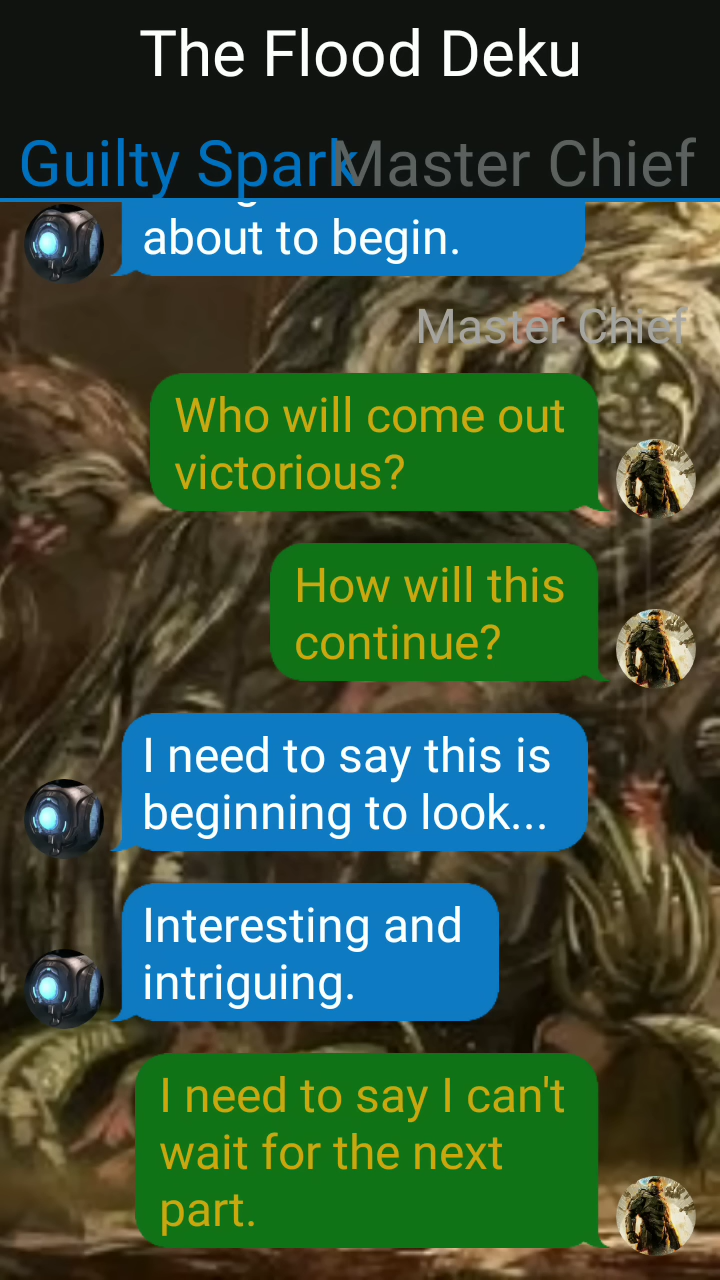 The Flood Deku
Guilty Spark
Master Chief
about to begin.
Master Chief
Who will come out
victorious?
How will this
continue?
I need to say this is
beginning to look...
Interesting and
intriguing.
I need to say I can't
wait for the next
part.